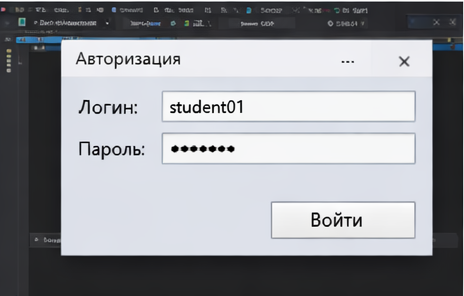 Авторизация ...
Логин: student01
Пароль: •••••••
Войти